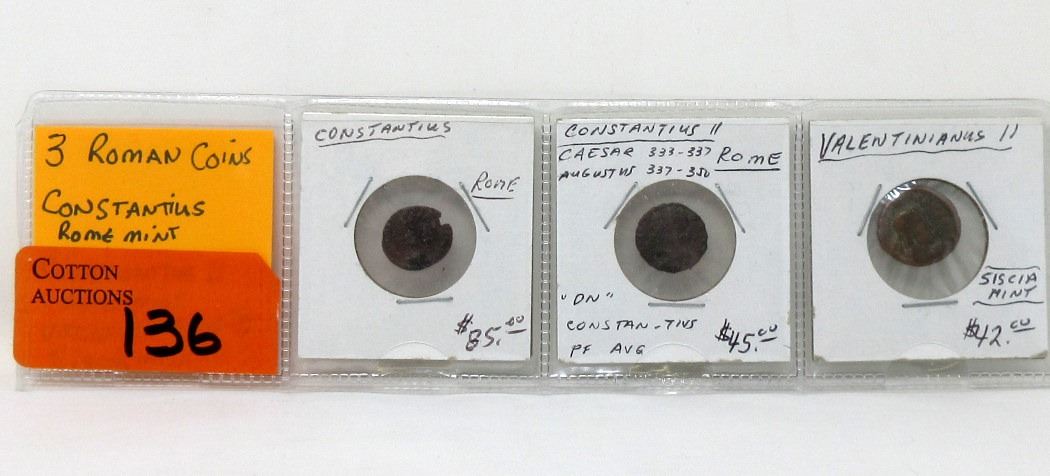 3 ROMAN COINS
CONSTANTIUS
ROME MINT
COTTON
AUCTIONS
136
CONSTANTIUS
ROME
$85.00
CONSTANTIUS II
CAESAR 333-337 ROME
AUGUSTUS 337-350
"DN"
CONSTAN-TIUS
PF AVG
$45.00
VALENTINIANUS II
SISCIA
MINT
$42.00